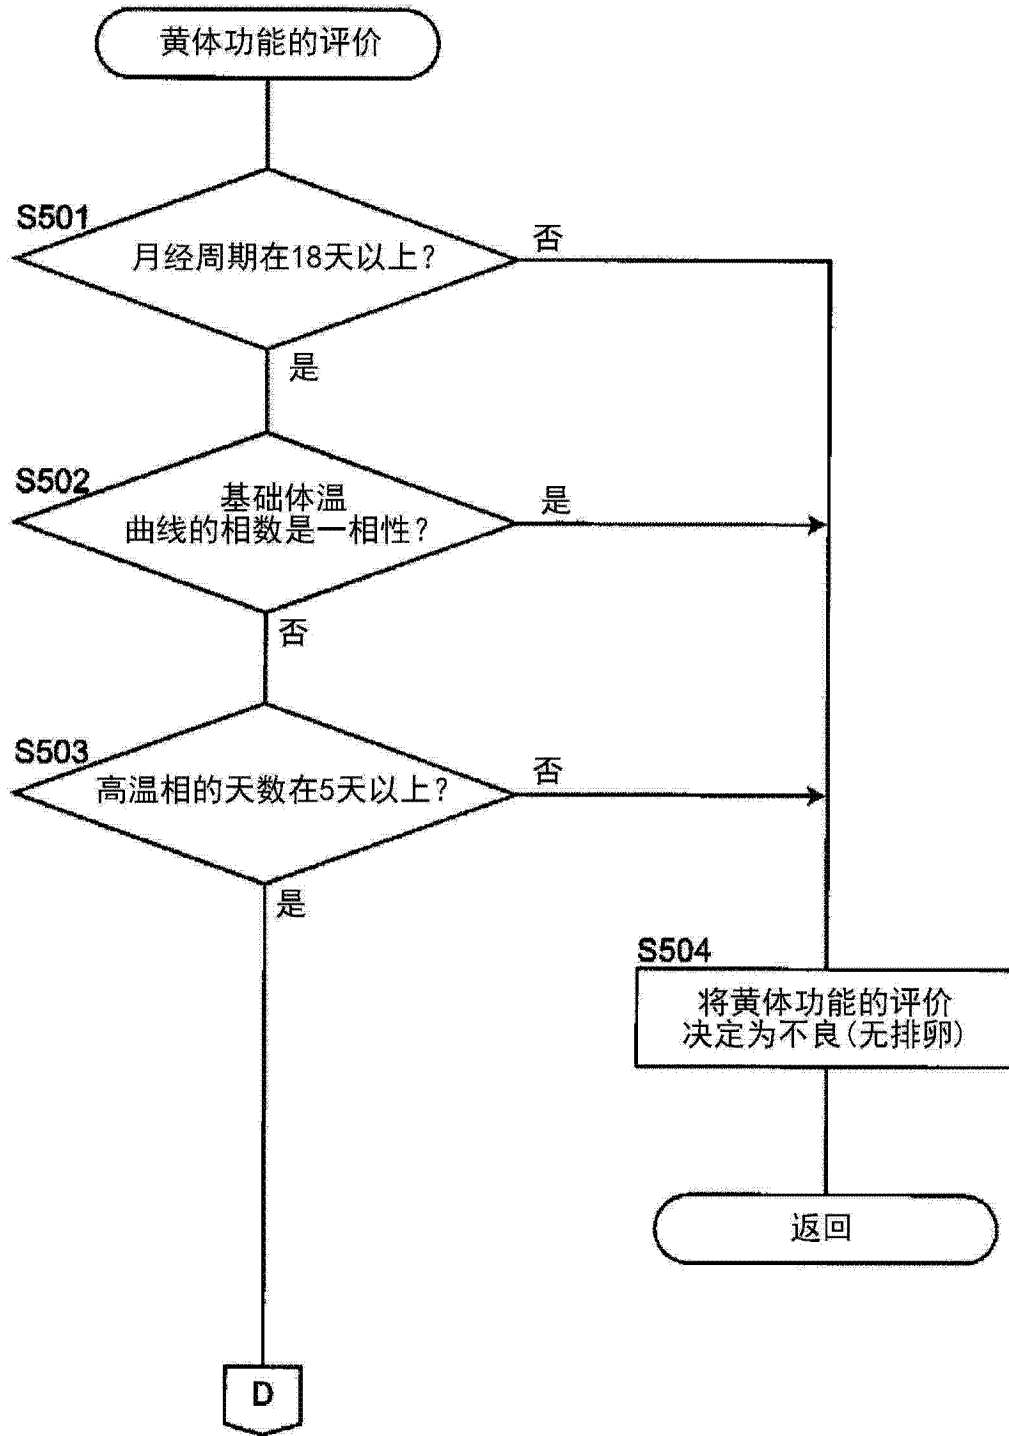 黄体功能的评价
S501
月经周期在18天以上？
否
是
S502
基础体温
曲线的相数是一相性？
是
否
S503
高温相的天数在5天以上？
否
是
S504
将黄体功能的评价
决定为不良(无排卵)
返回
D